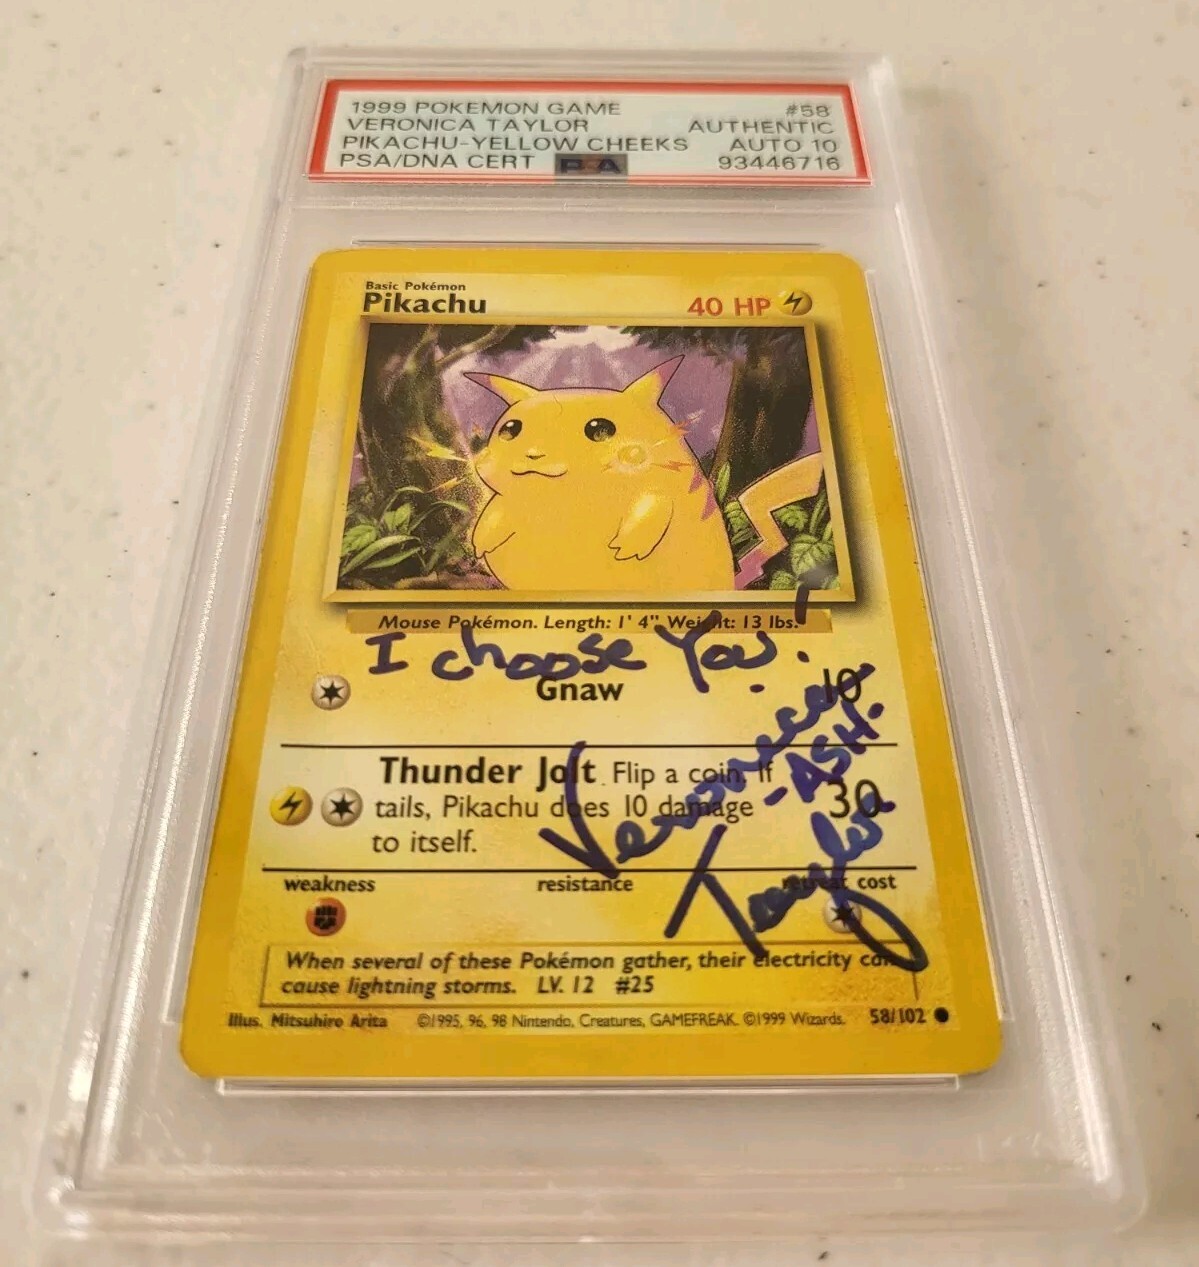 1999 POKEMON GAME #58
VERONICA TAYLOR AUTHENTIC
PIKACHU-YELLOW CHEEKS AUTO 10
PSA/DNA CERT PSA 93446716
Basic Pokémon
Pikachu 40 HP
Mouse Pokémon. Length: 1' 4" Weight: 13 lbs.
I choose You!
Gnaw 10
Veronica Taylor
-ASH-
Thunder Jolt Flip a coin. If
tails, Pikachu does 10 damage 30
to itself.
weakness resistance retreat cost
When several of these Pokémon gather, their electricity can
cause lightning storms. LV. 12 #25
Illus. Mitsuhiro Arita ©1995, 96, 98 Nintendo, Creatures, GAMEFREAK. ©1999 Wizards. 58/102